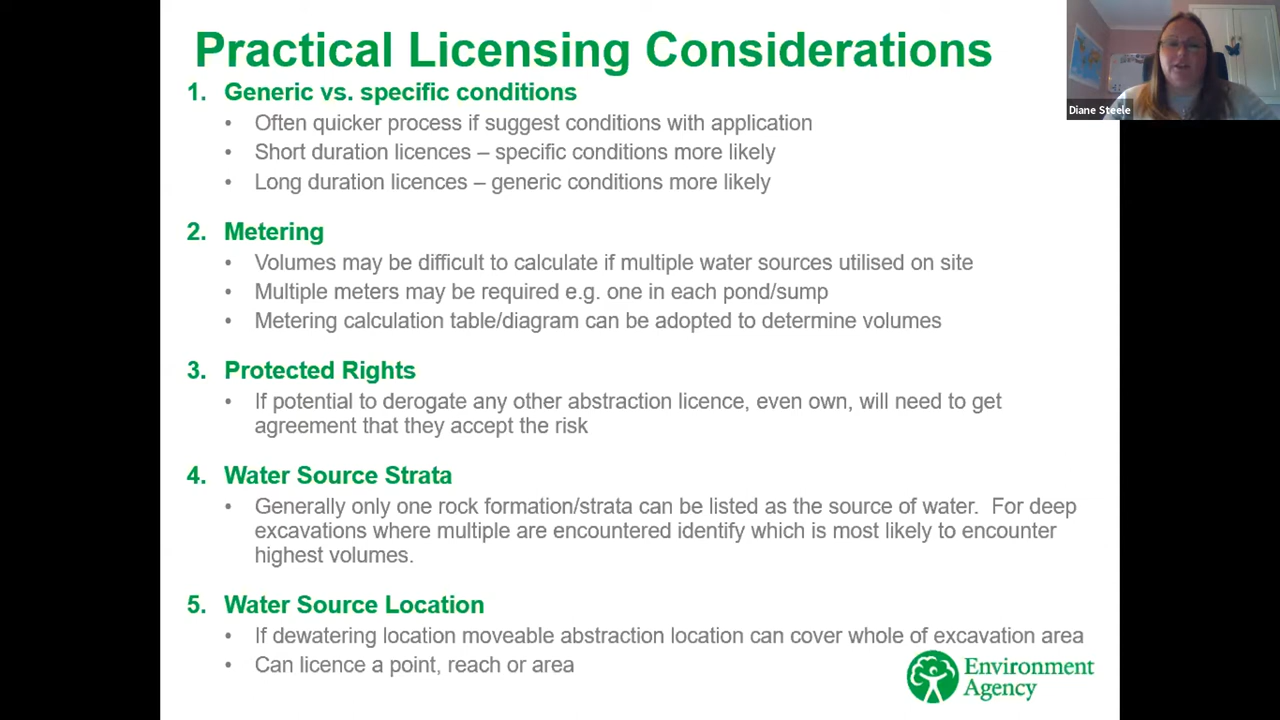 Practical Licensing Considerations
Diane Steele
1. Generic vs. specific conditions
• Often quicker process if suggest conditions with application
• Short duration licences – specific conditions more likely
• Long duration licences – generic conditions more likely
2. Metering
• Volumes may be difficult to calculate if multiple water sources utilised on site
• Multiple meters may be required e.g. one in each pond/sump
• Metering calculation table/diagram can be adopted to determine volumes
3. Protected Rights
• If potential to derogate any other abstraction licence, even own, will need to get
agreement that they accept the risk
4. Water Source Strata
• Generally only one rock formation/strata can be listed as the source of water. For deep
excavations where multiple are encountered identify which is most likely to encounter
highest volumes.
5. Water Source Location
• If dewatering location moveable abstraction location can cover whole of excavation area
• Can licence a point, reach or area
Environment
Agency